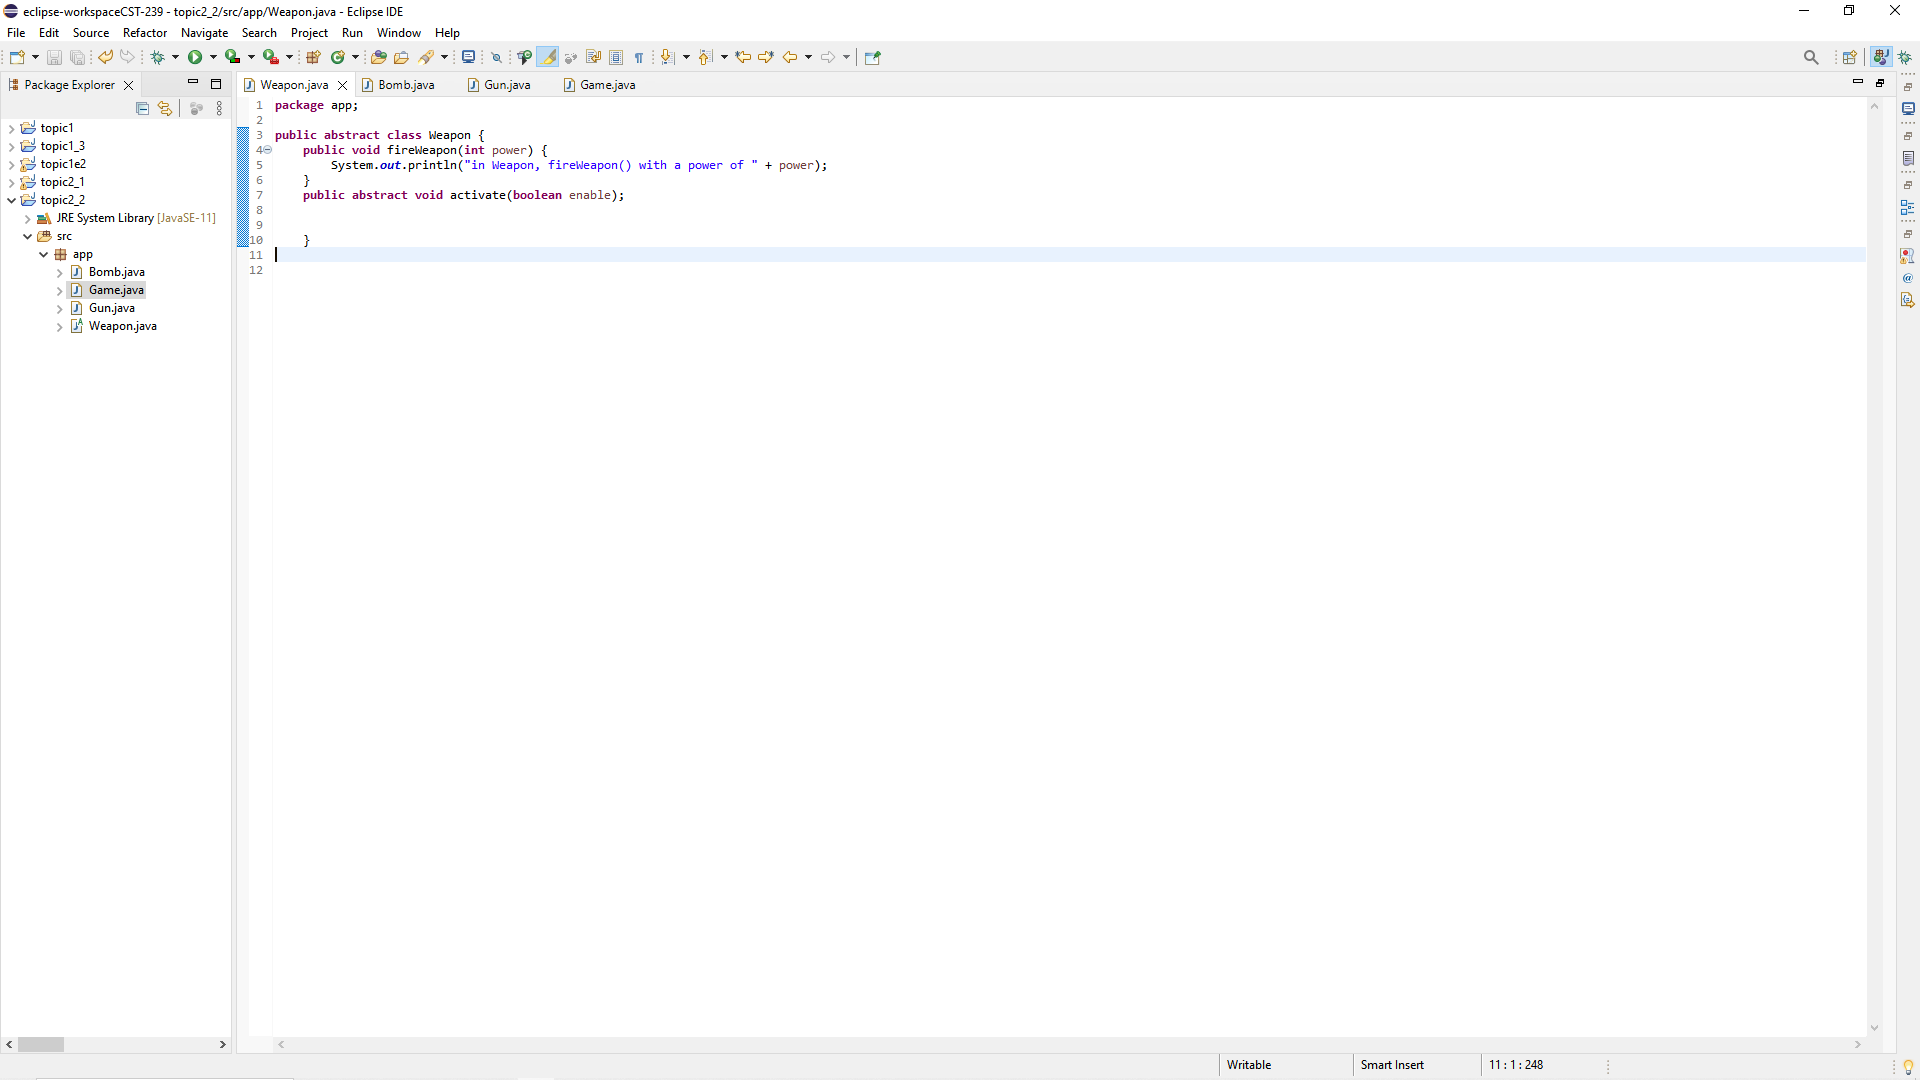 eclipse-workspaceCST-239 - topic2_2/src/app/Weapon.java - Eclipse IDE
File Edit Source Refactor Navigate Search Project Run Window Help
Package Explorer
Weapon.java Bomb.java Gun.java Game.java
topic1
topic1_3
topic1e2
topic2_1
topic2_2
JRE System Library [JavaSE-11]
src
app
Bomb.java
Game.java
Gun.java
Weapon.java
1 package app;
2
3 public abstract class Weapon {
4 public void fireWeapon(int power) {
5 System.out.println("in Weapon, fireWeapon() with a power of " + power);
6 }
7 public abstract void activate(boolean enable);
8
9
10 }
11
12
Writable Smart Insert 11 : 1 : 248